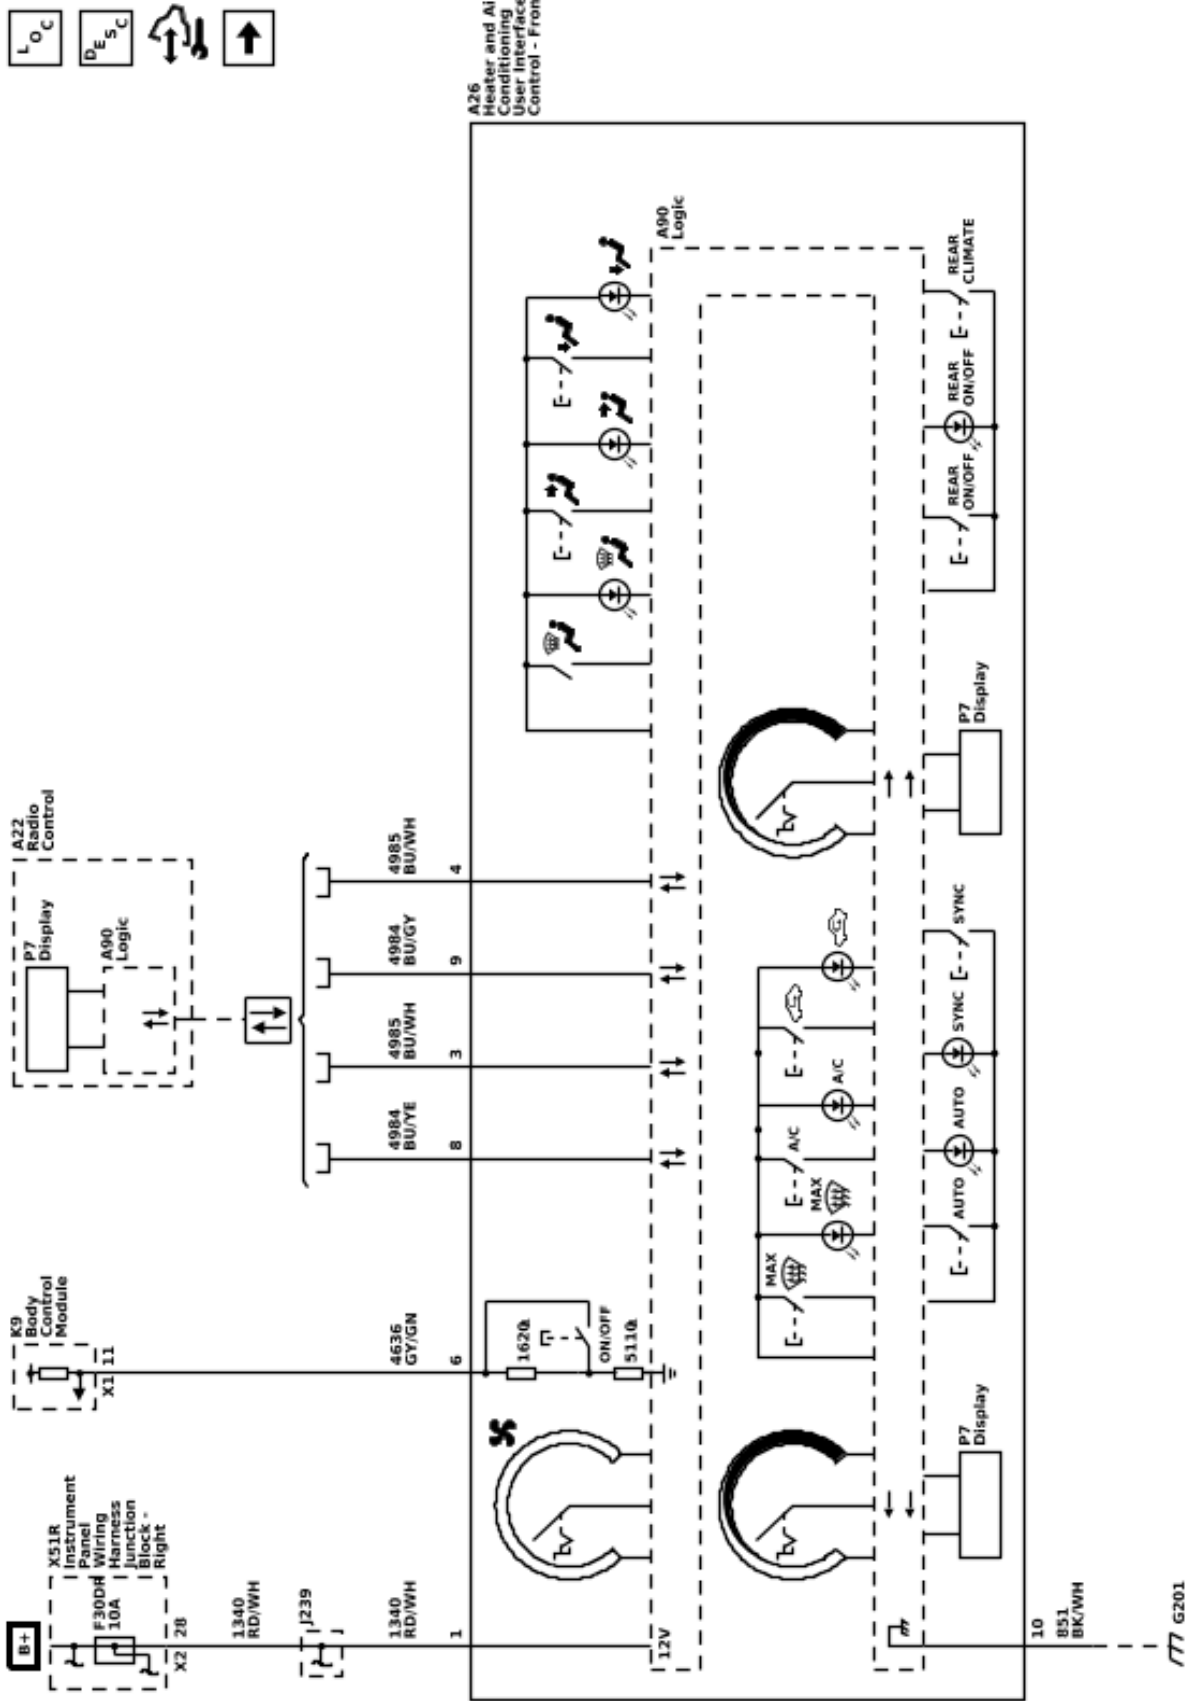 B+
X51R
Instrument
Panel
Wiring
Harness
Junction
Block -
Right
F30DR
10A
X2
28
1340
RD/WH
J239
1340
RD/WH
1
12V
K9
Body
Control
Module
X1
11
4636
GY/GN
6
1620
ON/OFF
5110
A22
Radio
Control
P7
Display
A90
Logic
4984
BU/YE
8
4985
BU/WH
3
4984
BU/GY
9
4985
BU/WH
4
L
O
C
D
E
S
C
A26
Heater and Ai
Conditioning
User Interface
Control - Fron
A90
Logic
MAX
MAX
A/C
A/C
P7
Display
AUTO
AUTO
SYNC
SYNC
P7
Display
REAR
ON/OFF
REAR
ON/OFF
REAR
CLIMATE
10
851
BK/WH
G201